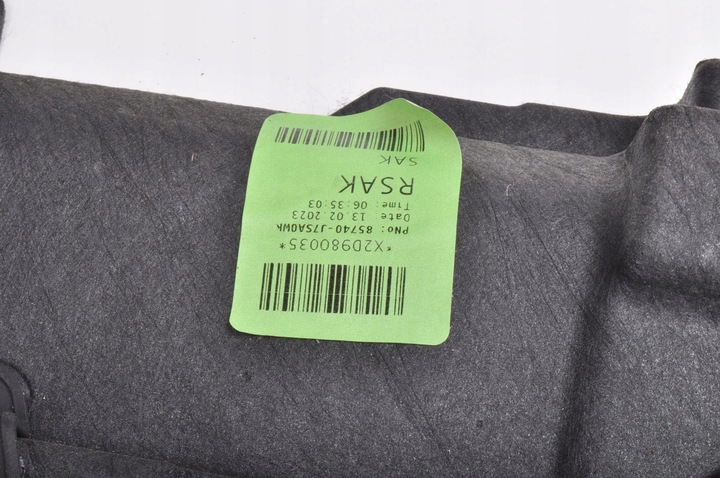 *X2D980035*
PNo: 85740-J7SA0WK
Date: 13.02.2023
Time: 06:35:03
RSAK
SAK